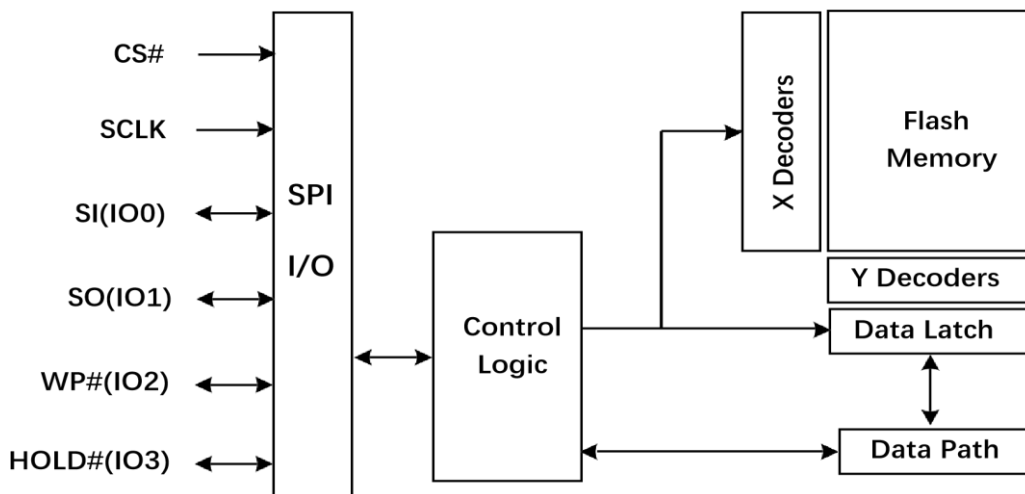 CS#
SCLK
SI(IO0)
SO(IO1)
WP#(IO2)
HOLD#(IO3)
SPI
I/O
Control
Logic
X Decoders
Flash
Memory
Y Decoders
Data Latch
Data Path